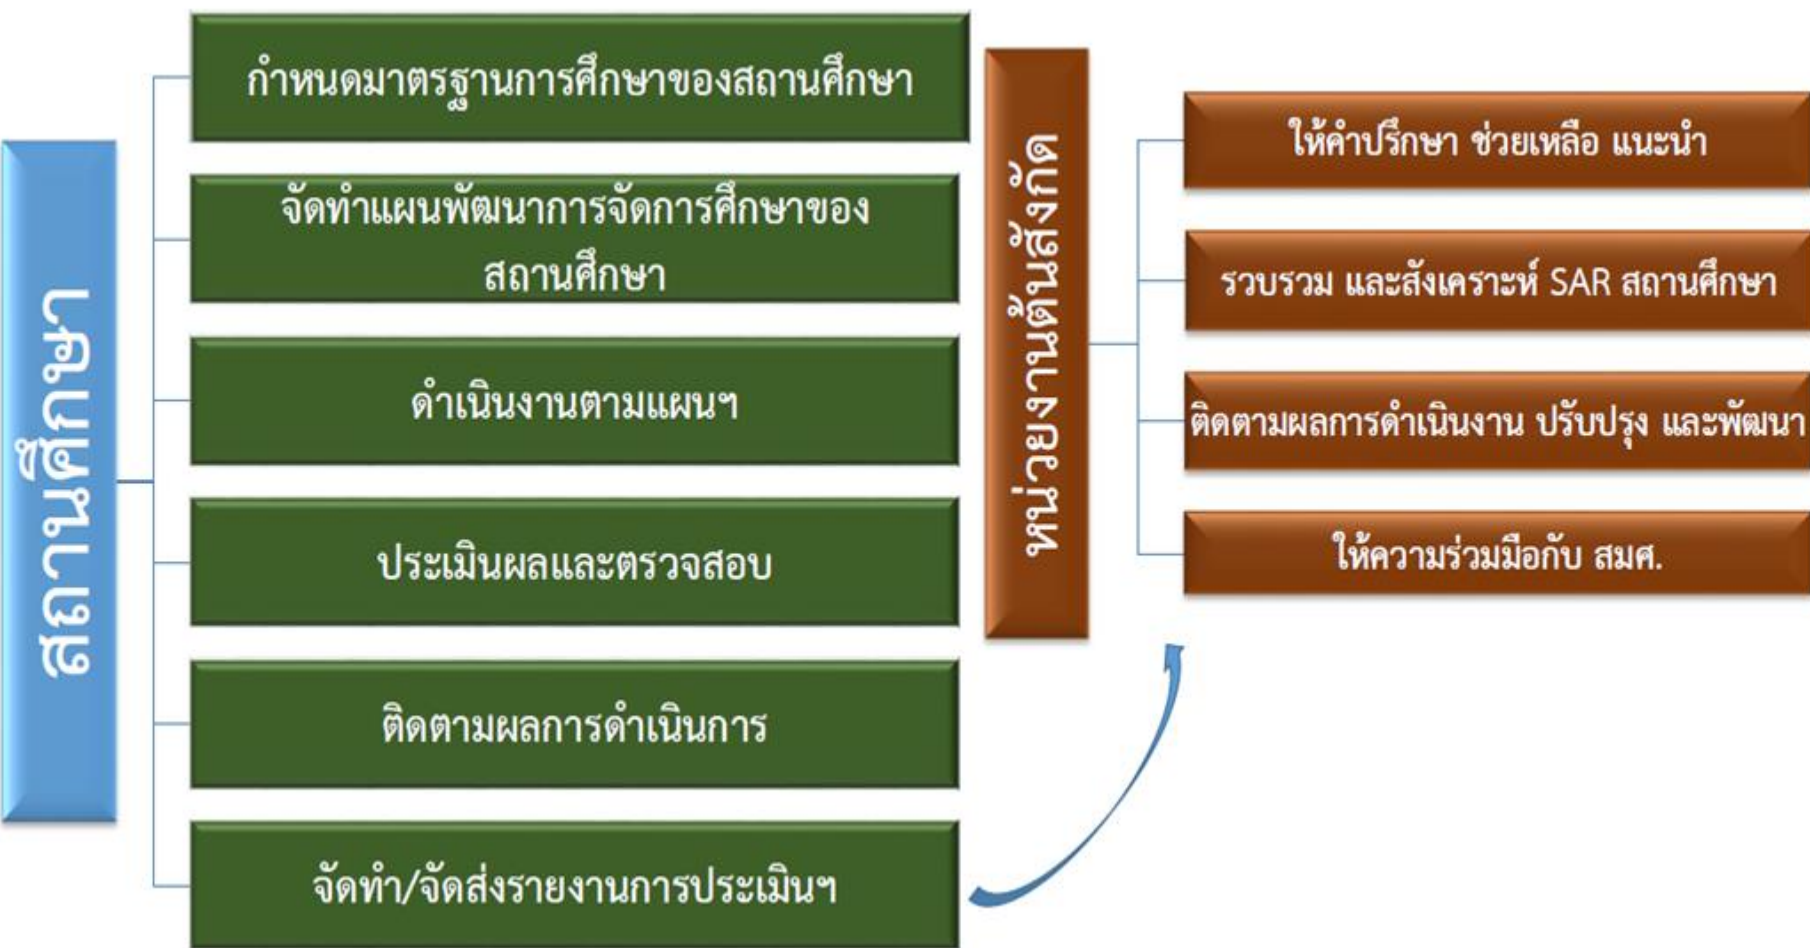 สถานศึกษา
กำหนดมาตรฐานการศึกษาของสถานศึกษา
จัดทำแผนพัฒนาการจัดการศึกษาของ
สถานศึกษา
ดำเนินงานตามแผนฯ
ประเมินผลและตรวจสอบ
ติดตามผลการดำเนินการ
จัดทำ/จัดส่งรายงานการประเมินฯ
หน่วยงานต้นสังกัด
ให้คำปรึกษา ช่วยเหลือ แนะนำ
รวบรวม และสังเคราะห์ SAR สถานศึกษา
ติดตามผลการดำเนินงาน ปรับปรุง และพัฒนา
ให้ความร่วมมือกับ สมศ.